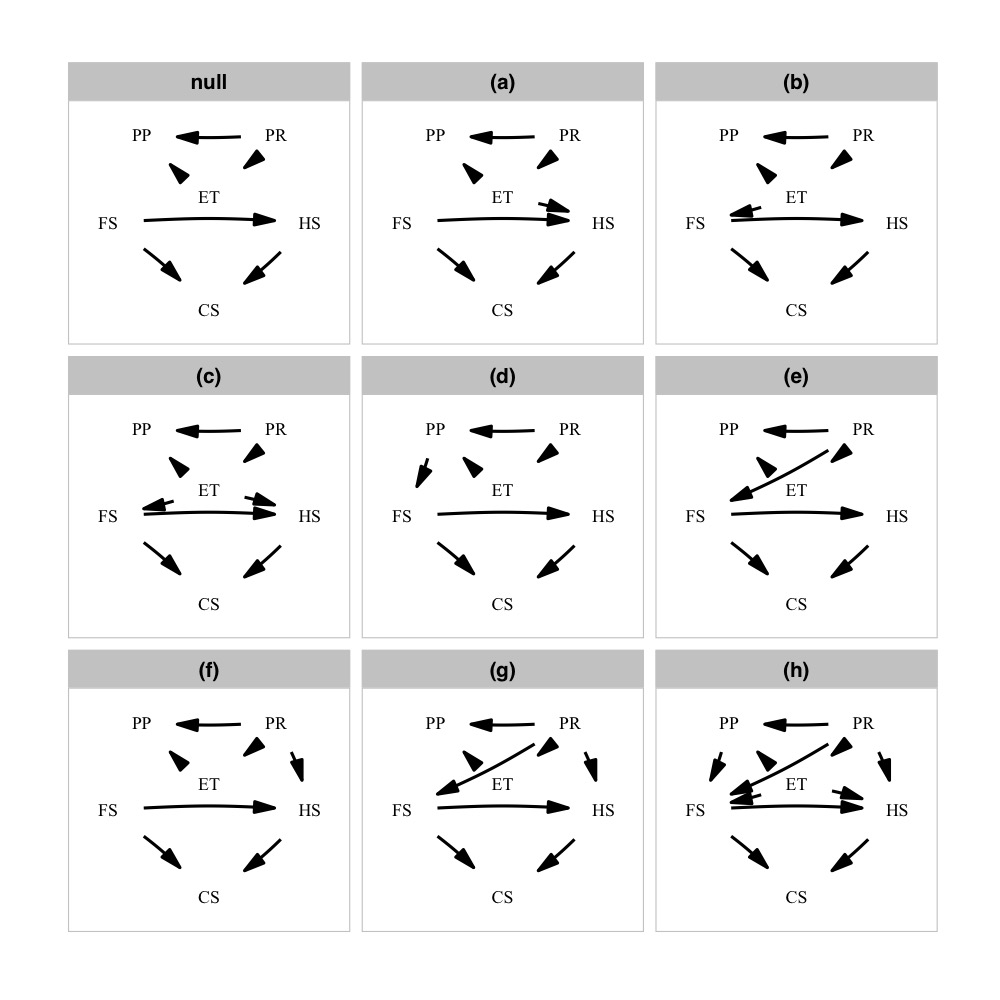 null
PP PR
ET
FS HS
CS
(a)
PP PR
ET
FS HS
CS
(b)
PP PR
ET
FS HS
CS
(c)
PP PR
ET
FS HS
CS
(d)
PP PR
ET
FS HS
CS
(e)
PP PR
ET
FS HS
CS
(f)
PP PR
ET
FS HS
CS
(g)
PP PR
ET
FS HS
CS
(h)
PP PR
ET
FS HS
CS